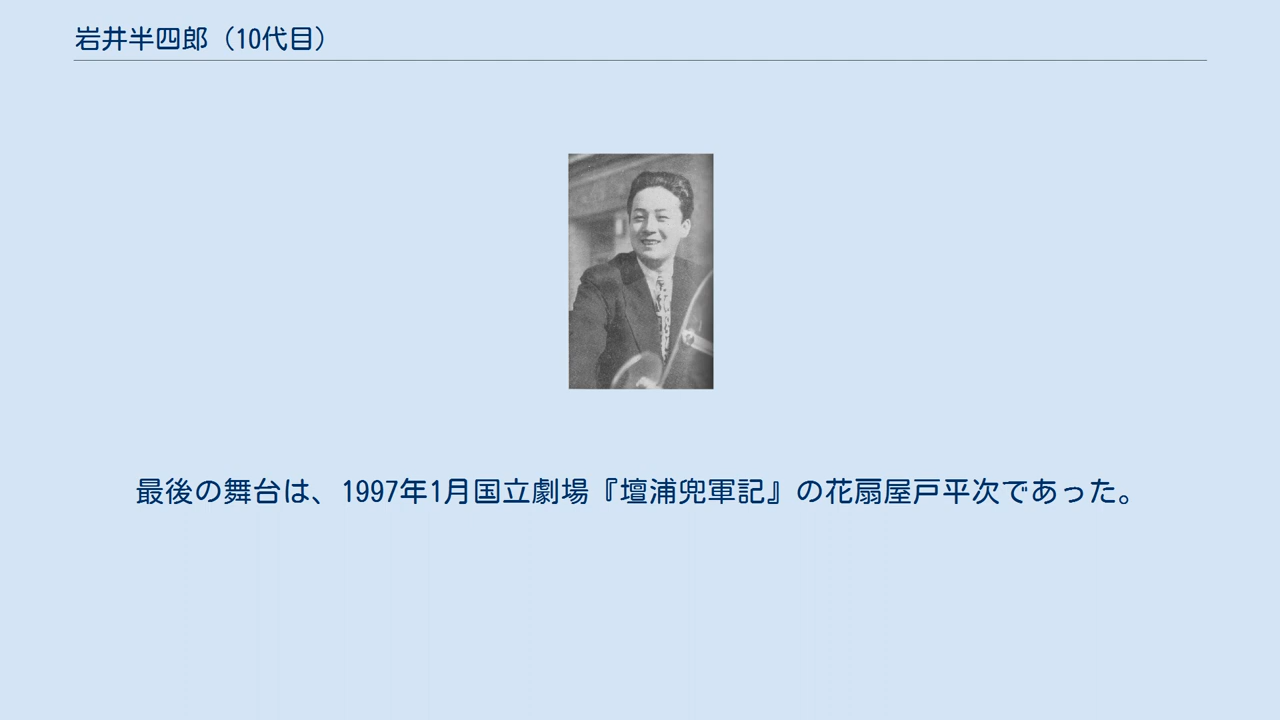 岩井半四郎（10代目）
最後の舞台は、1997年1月国立劇場『壇浦兜軍記』の花扇屋戸平次であった。